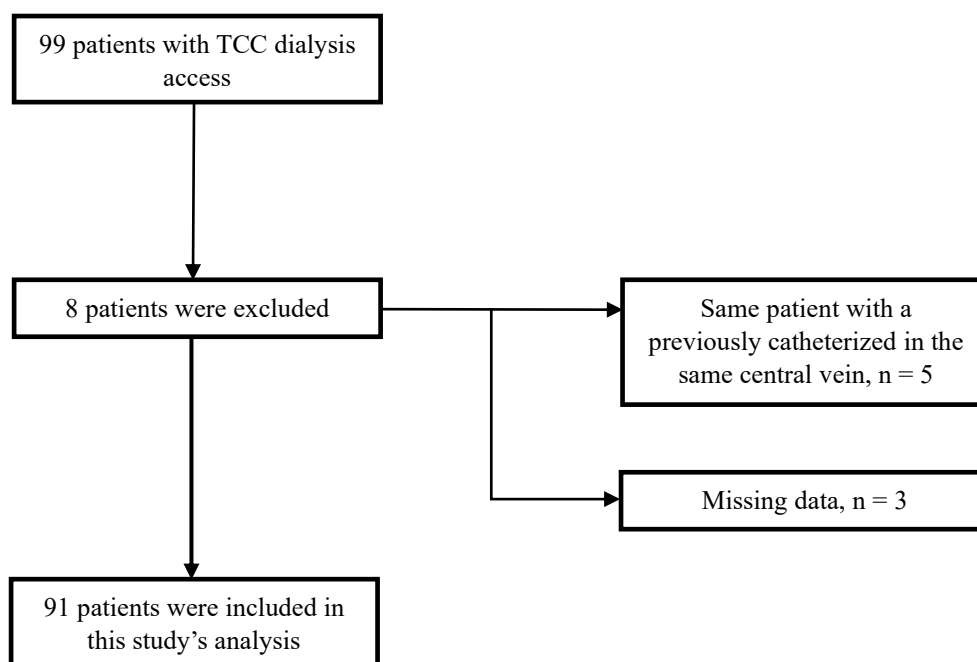 99 patients with TCC dialysis
access
8 patients were excluded
Same patient with a
previously catheterized in the
same central vein, n = 5
Missing data, n = 3
91 patients were included in
this study’s analysis